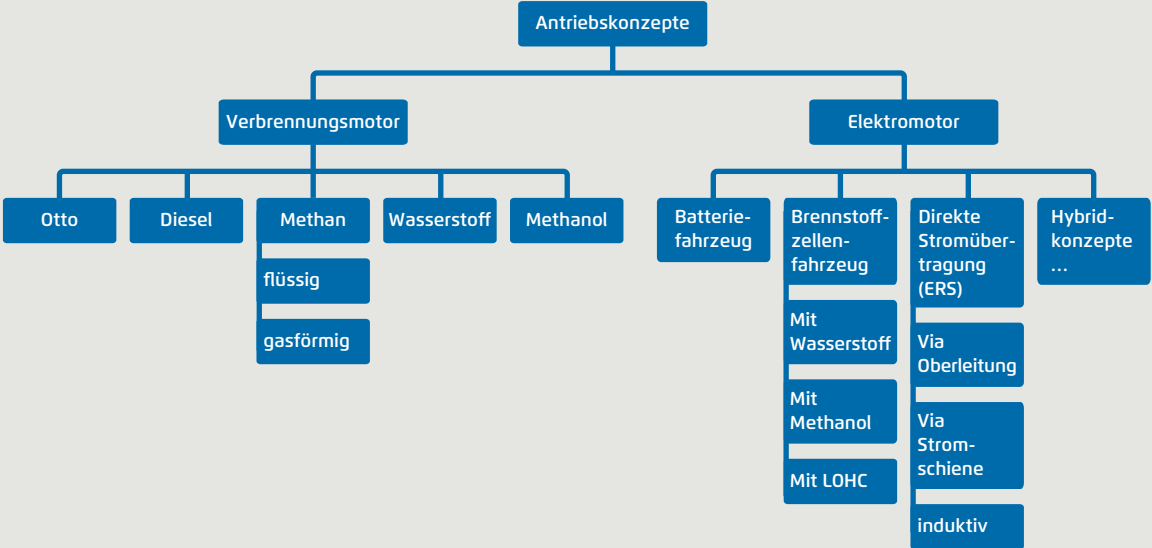 Antriebskonzepte
Verbrennungsmotor
Elektromotor
Otto
Diesel
Methan
Wasserstoff
Methanol
flüssig
gasförmig
Batterie-
fahrzeug
Brennstoff-
zellen-
fahrzeug
Mit
Wasserstoff
Mit
Methanol
Mit LOHC
Direkte
Stromüber-
tragung
(ERS)
Via
Oberleitung
Via
Strom-
schiene
induktiv
Hybrid-
konzepte
...